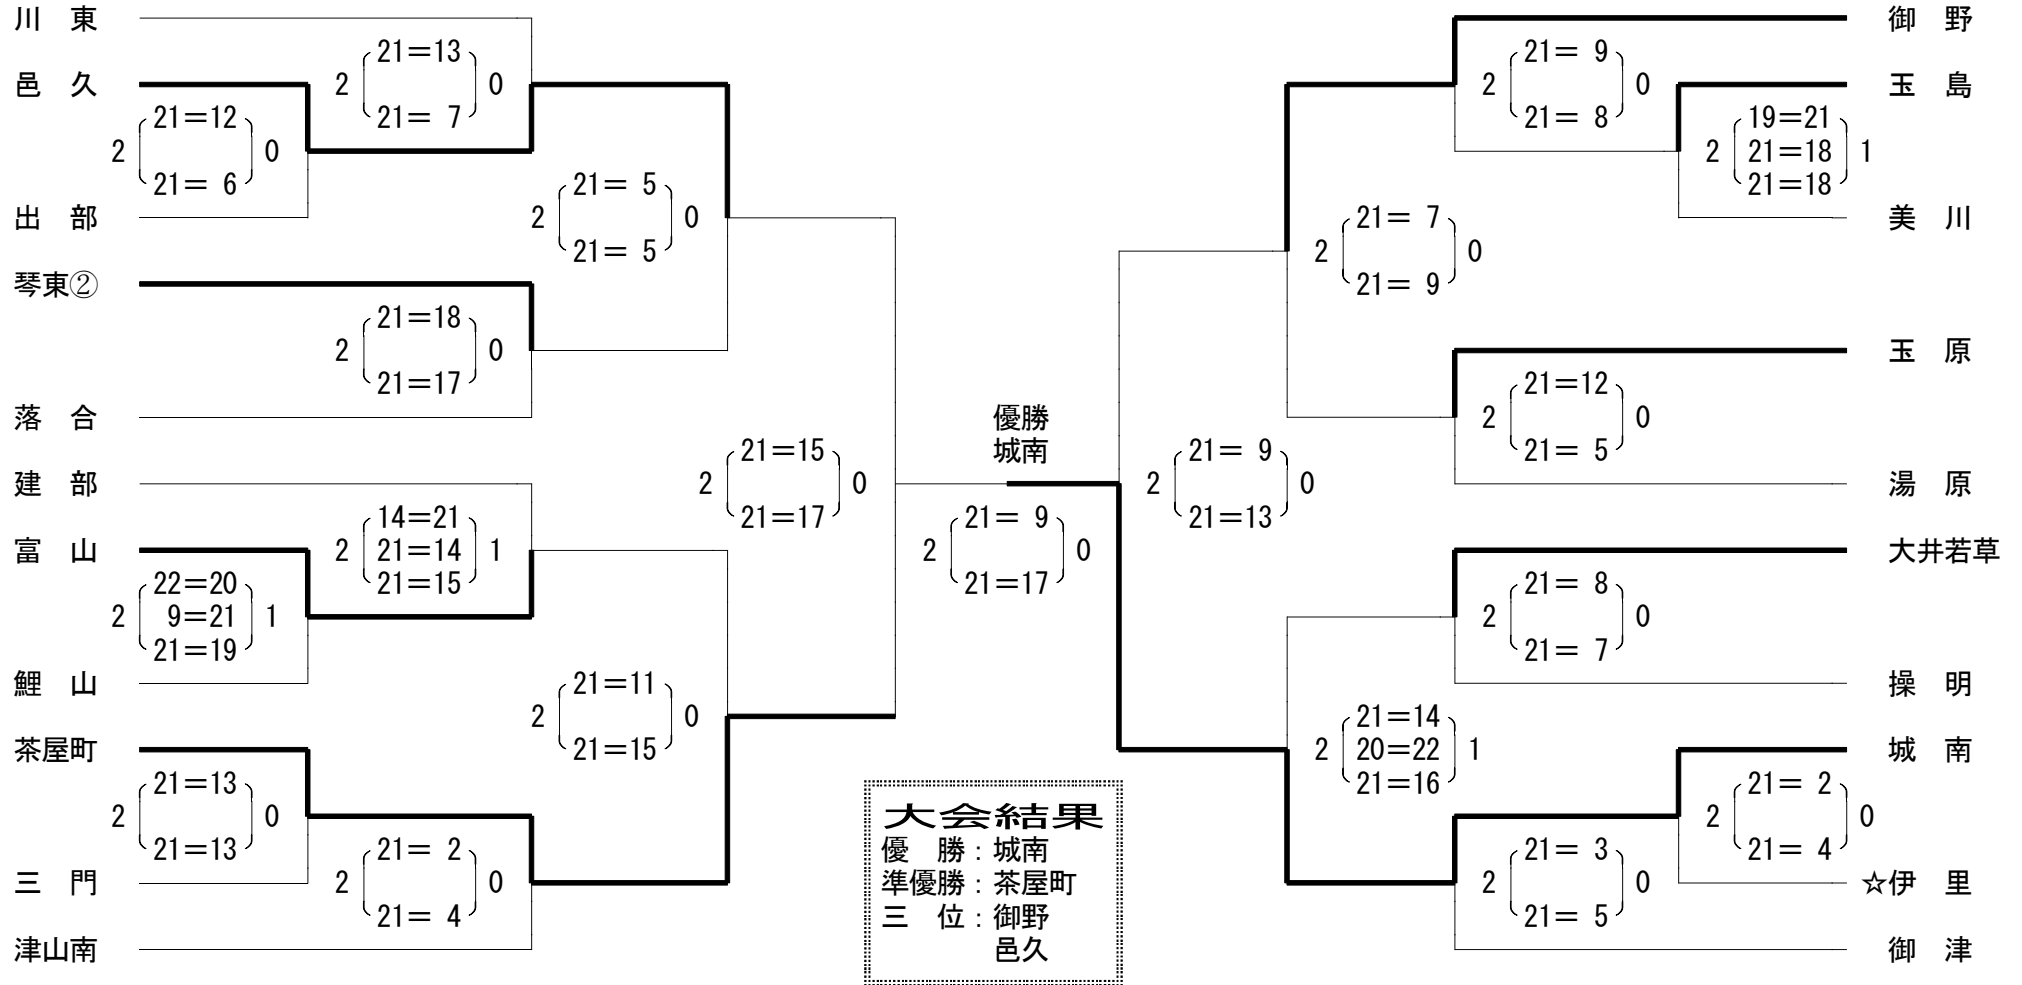 川　東
邑　久
出　部
琴東②
落　合
建　部
富　山
鯉　山
茶屋町
三　門
津山南
2 21＝12 0
21＝ 6
2 22＝20 1
9＝21
21＝19
2 21＝13 0
21＝13
2 21＝13 0
21＝ 7
2 21＝18 0
21＝17
2 14＝21 1
21＝14
21＝15
2 21＝ 2 0
21＝ 4
2 21＝ 5 0
21＝ 5
2 21＝11 0
21＝15
2 21＝15 0
21＝17
優勝
城南
2 21＝ 9 0
21＝17
2 21＝ 9 0
21＝13
2 21＝ 7 0
21＝ 9
2 21＝14 1
20＝22
21＝16
2 21＝ 9 0
21＝ 8
2 21＝12 0
21＝ 5
2 21＝ 8 0
21＝ 7
2 21＝ 3 0
21＝ 5
2 19＝21 1
21＝18
21＝18
2 21＝ 2 0
21＝ 4
御　野
玉　島
美　川
玉　原
湯　原
大井若草
操　明
城　南
☆伊　里
御　津
大会結果
優　勝：城南
準優勝：茶屋町
三　位：御野
邑久